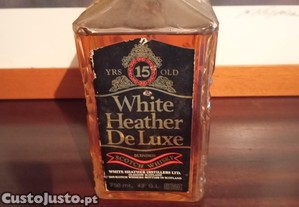 YRS 15 OLD
White
Heather
De Luxe
SCOTCH WHISKY
WHITE HEATHER DISTILLERS LTD.
CustoJusto.pt